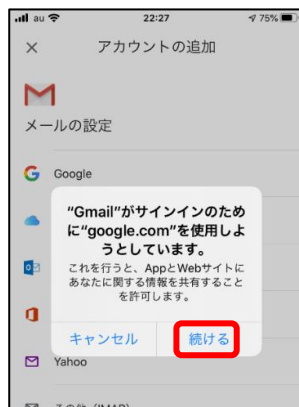 au 22:27 75%
アカウントの追加
メールの設定
Google
"Gmail"がサインインのため
に"google.com"を使用しよ
うとしています。
これを行うと、AppとWebサイトに
あなたに関する情報を共有すること
を許可します。
キャンセル 続ける
Yahoo
その他 (IMAP)